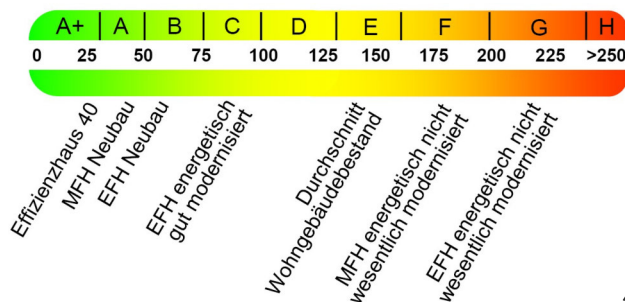 A+ A B C D E F G H
0 25 50 75 100 125 150 175 200 225 >250
Effizienzhaus 40
MFH Neubau
EFH Neubau
EFH energetisch
gut modernisiert
Durchschnitt
Wohngebäudebestand
MFH energetisch nicht
wesentlich modernisiert
EFH energetisch nicht
wesentlich modernisiert